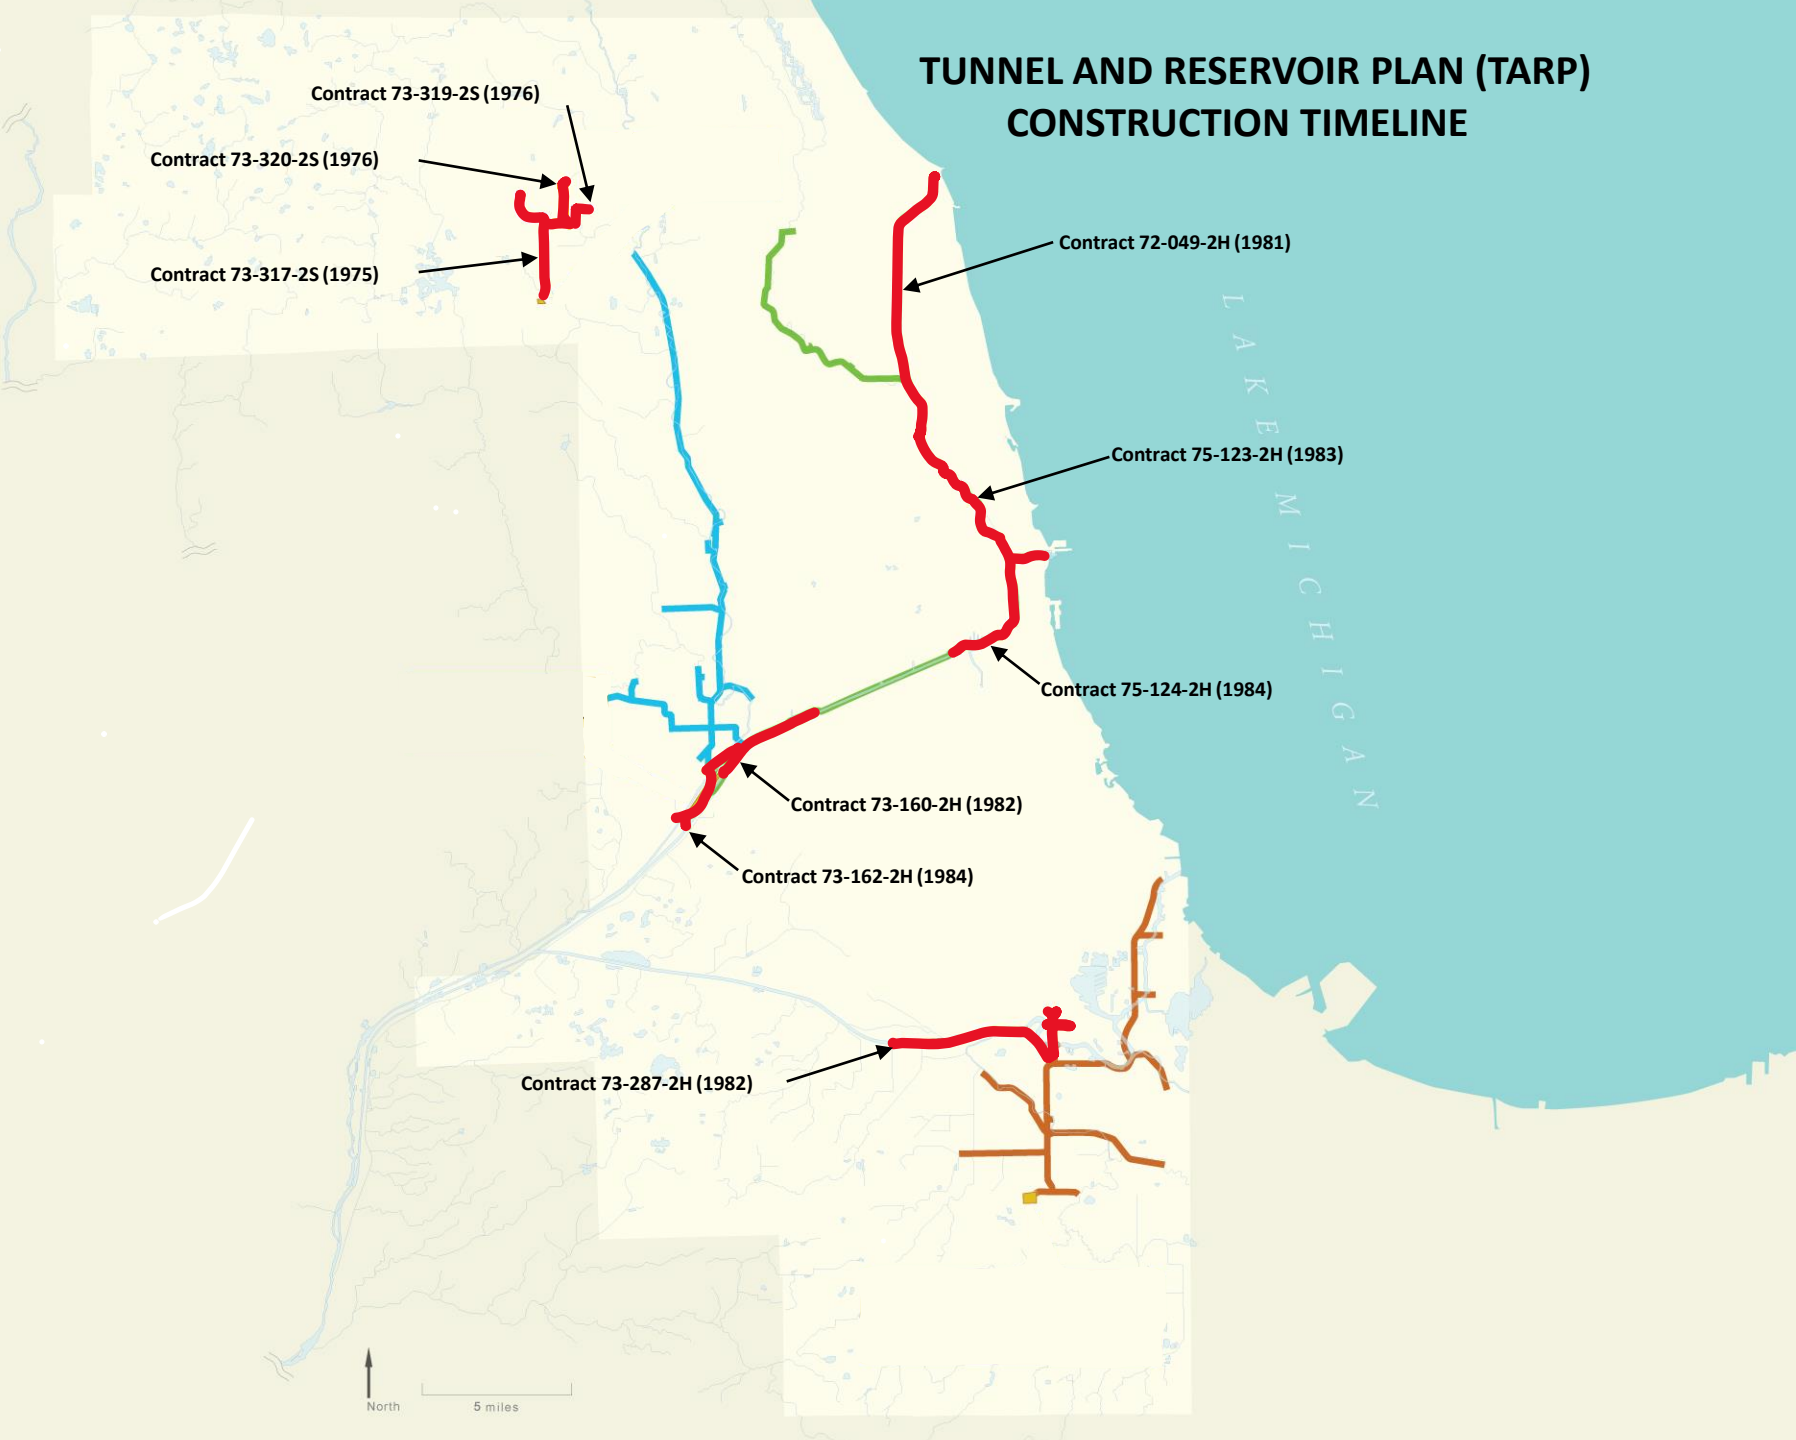 TUNNEL AND RESERVOIR PLAN (TARP)
CONSTRUCTION TIMELINE
Contract 73-319-2S (1976)
Contract 73-320-2S (1976)
Contract 73-317-2S (1975)
Contract 72-049-2H (1981)
LAKE MICHIGAN
Contract 75-123-2H (1983)
Contract 75-124-2H (1984)
Contract 73-160-2H (1982)
Contract 73-162-2H (1984)
Contract 73-287-2H (1982)
North
5 miles